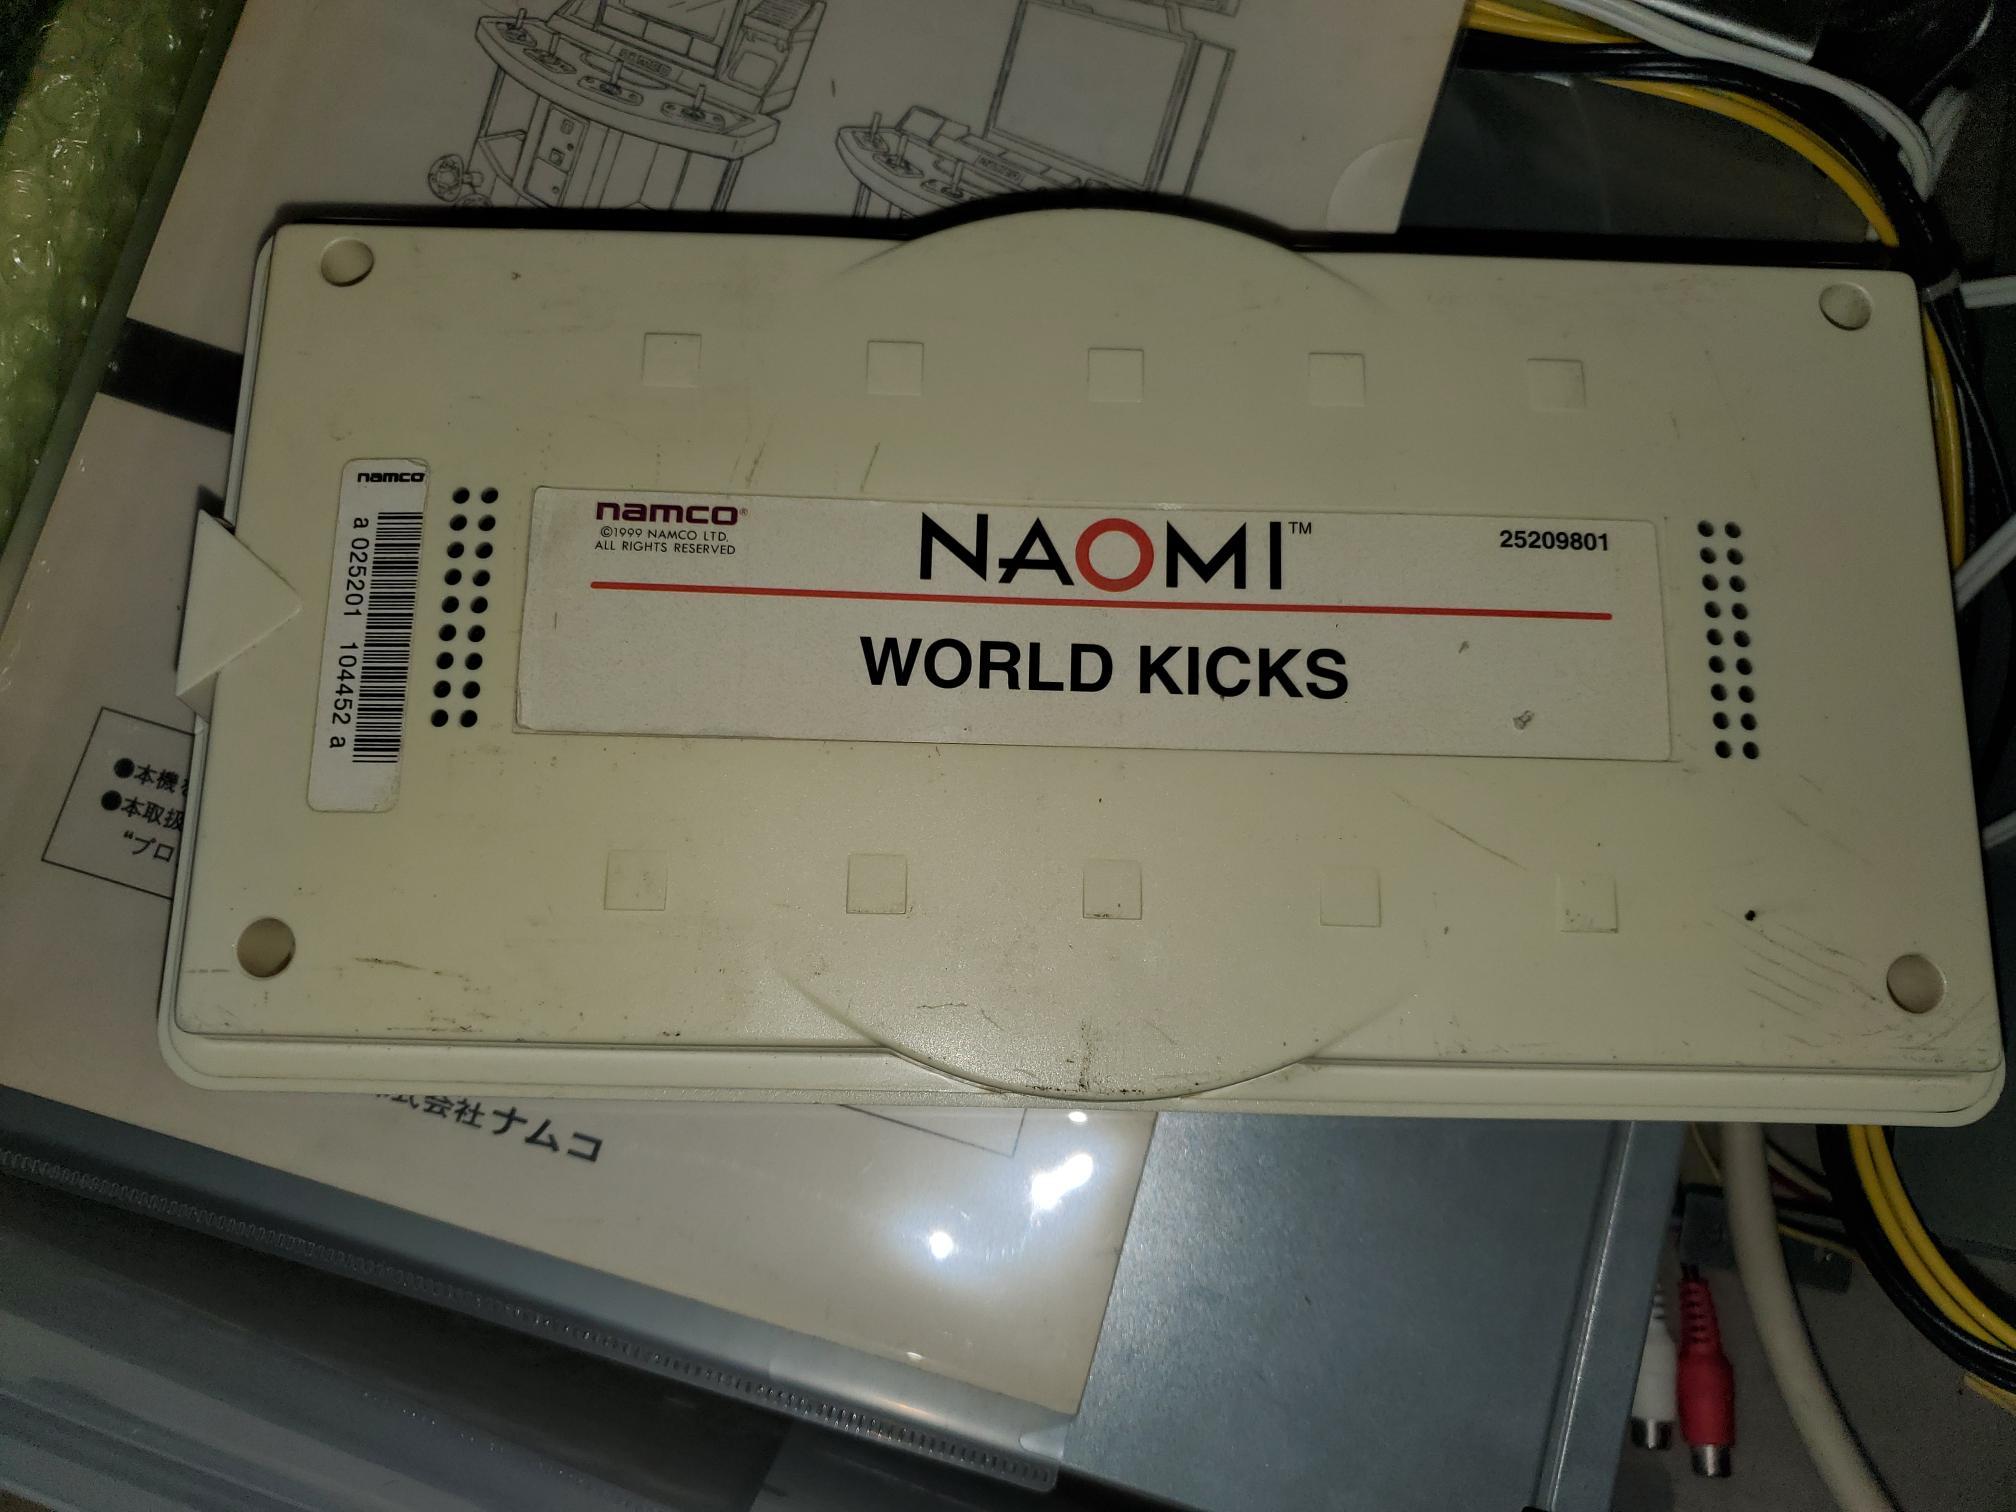 namco
a 025201 104452 a
namco®
©1999 NAMCO LTD.
ALL RIGHTS RESERVED
NAOMI™
25209801
WORLD KICKS
●本機
●本取扱
“プロ
式会社ナムコ